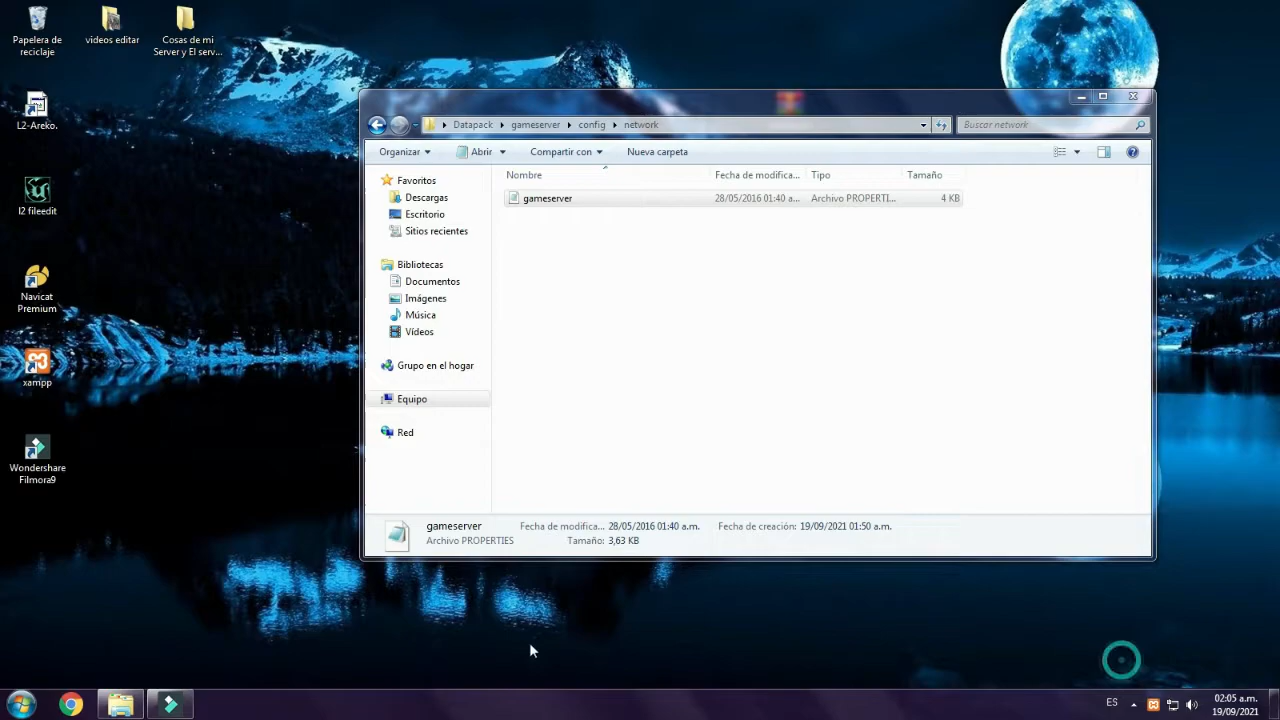 Papelera de
reciclaje
videos editar
Cosas de mi
Server y El serv...
L2-Areko.
l2 fileedit
Navicat
Premium
xampp
Wondershare
Filmora9
Datapack gameserver config network
Buscar network
Organizar Abrir Compartir con Nueva carpeta
Favoritos
Descargas
Escritorio
Sitios recientes
Bibliotecas
Documentos
Imágenes
Música
Vídeos
Grupo en el hogar
Equipo
Red
Nombre Fecha de modifica... Tipo Tamaño
gameserver 28/05/2016 01:40 a... Archivo PROPERTI... 4 KB
gameserver Fecha de modifica... 28/05/2016 01:40 a.m. Fecha de creación: 19/09/2021 01:50 a.m.
Archivo PROPERTIES Tamaño: 3,63 KB
ES
02:05 a.m.
19/09/2021